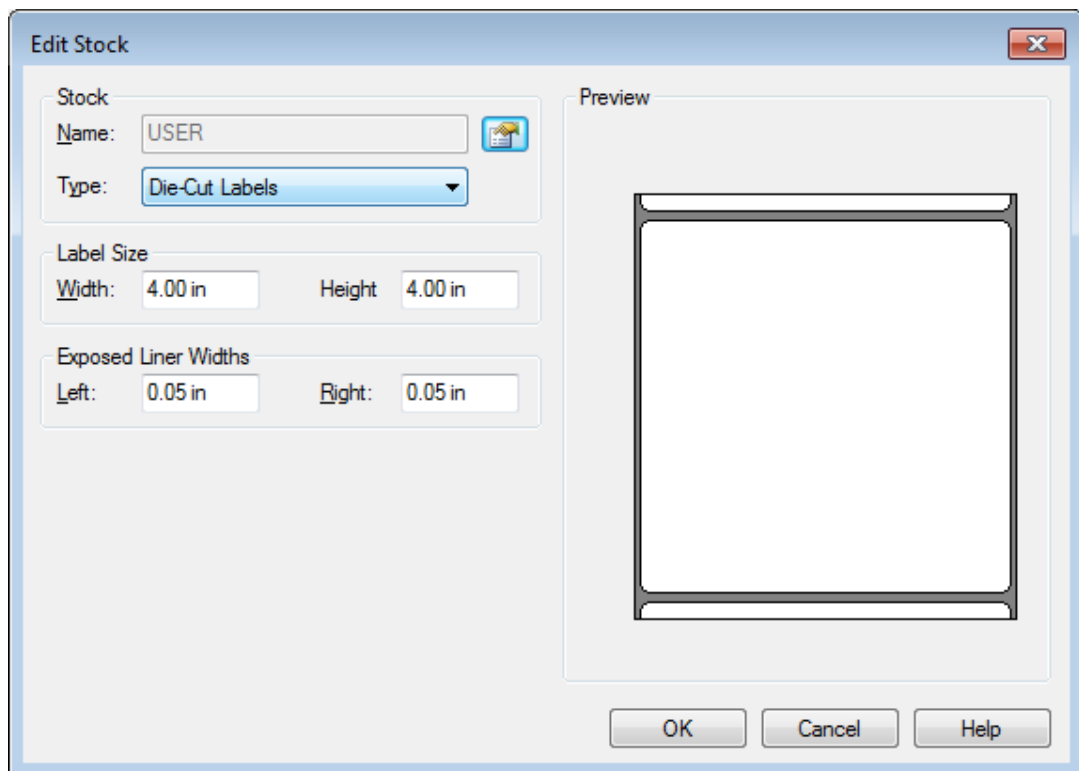 Edit Stock
Stock
Name: USER
Type: Die-Cut Labels
Label Size
Width: 4.00 in Height 4.00 in
Exposed Liner Widths
Left: 0.05 in Right: 0.05 in
Preview
OK Cancel Help